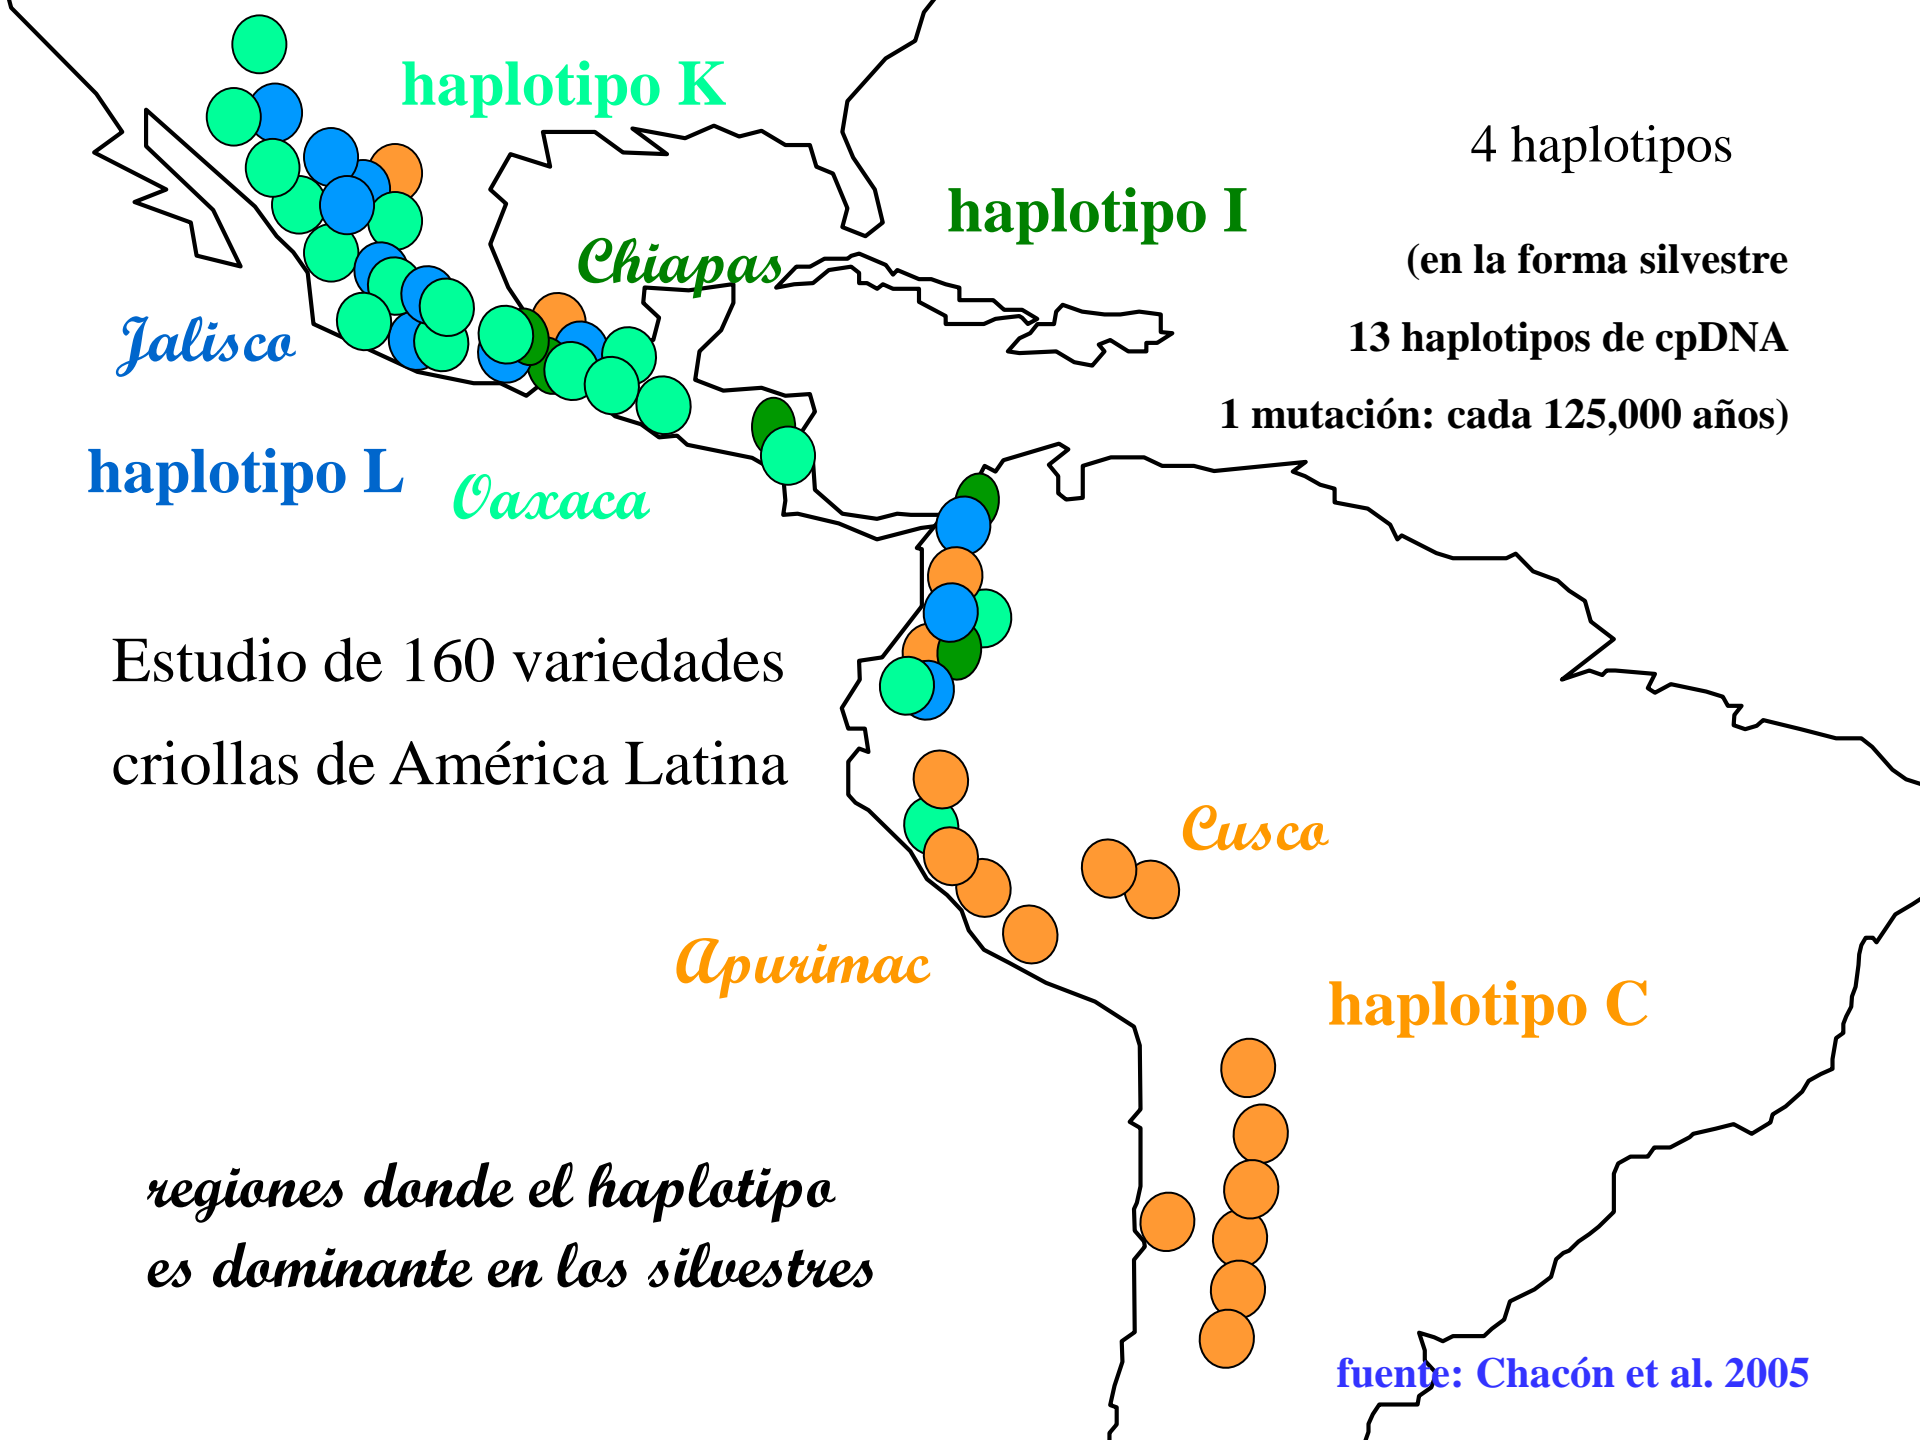 haplotipo K
4 haplotipos
haplotipo I
Chiapas
(en la forma silvestre
Jalisco
13 haplotipos de cpDNA
1 mutación: cada 125,000 años)
haplotipo L
Oaxaca
Estudio de 160 variedades
criollas de América Latina
Cusco
Apurimac
haplotipo C
regiones donde el haplotipo
es dominante en los silvestres
fuente: Chacón et al. 2005